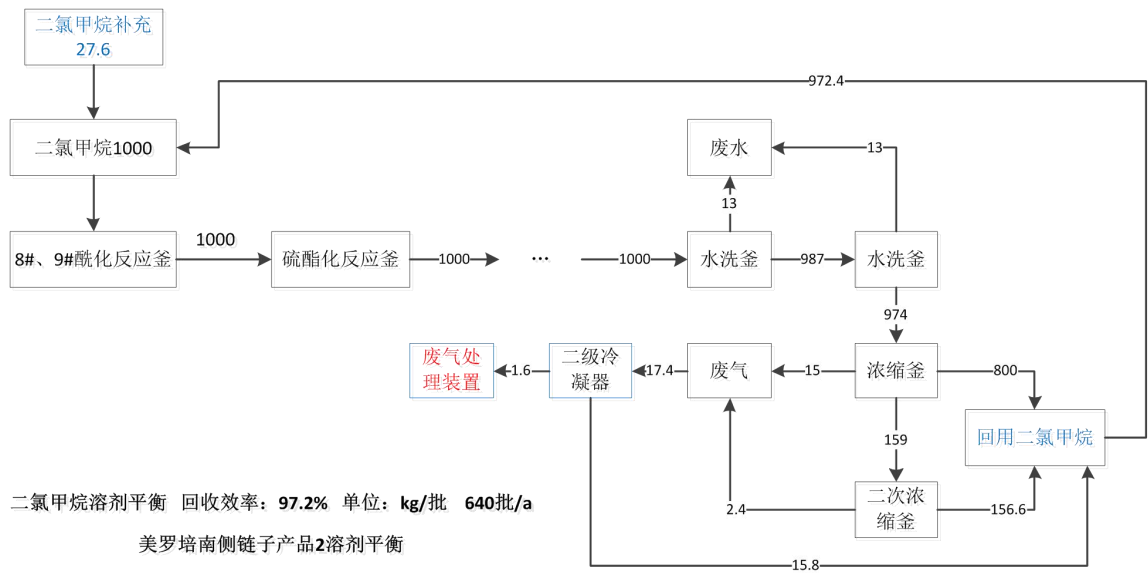 二氯甲烷补充
27.6
972.4
二氯甲烷1000
废水
13
13
8#、9#酰化反应釜
1000
硫酯化反应釜
1000
...
1000
水洗釜
987
水洗釜
974
废气处
理装置
1.6
二级冷
凝器
17.4
废气
15
浓缩釜
800
回用二氯甲烷
159
二次浓
缩釜
2.4
156.6
15.8
二氯甲烷溶剂平衡 回收效率：97.2% 单位：kg/批 640批/a
美罗培南侧链子产品2溶剂平衡